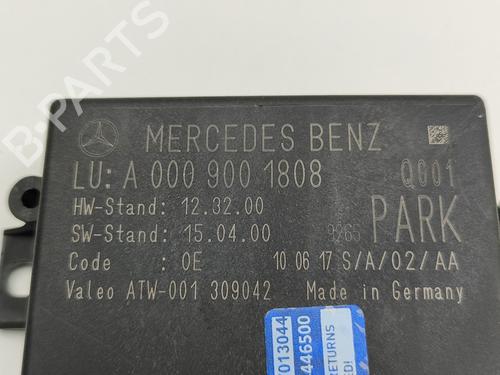 B-PARTS
MERCEDES BENZ
LU: A 000 900 1808
Q001
HW-Stand: 12.32.00
9265
PARK
SW-Stand: 15.04.00
Code : 0E
10 06 17 S/A/02/AA
Valeo ATW-001 309042 Made in Germany
013044
446500
RETURNS